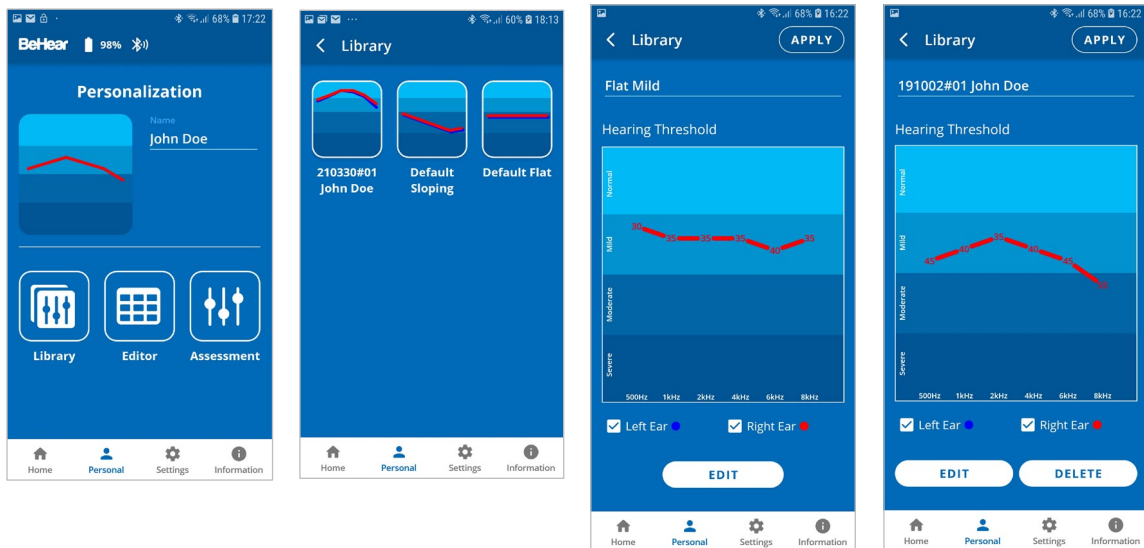 17:22
68%
BeHear 98%
Personalization
Name
John Doe
Library Editor Assessment
Home Personal Settings Information
60% 18:13
Library
210330#01 John Doe
Default Sloping
Default Flat
Home Personal Settings Information
68% 16:22
Library APPLY
Flat Mild
Hearing Threshold
Normal
Mild
Moderate
Severe
30 35 35 35 40 35
500Hz 1kHz 2kHz 4kHz 6kHz 8kHz
Left Ear Right Ear
EDIT
Home Personal Settings Information
68% 16:22
Library APPLY
191002#01 John Doe
Hearing Threshold
Normal
Mild
Moderate
Severe
45 40 35 40 45
500Hz 1kHz 2kHz 4kHz 6kHz 8kHz
Left Ear Right Ear
EDIT DELETE
Home Personal Settings Information